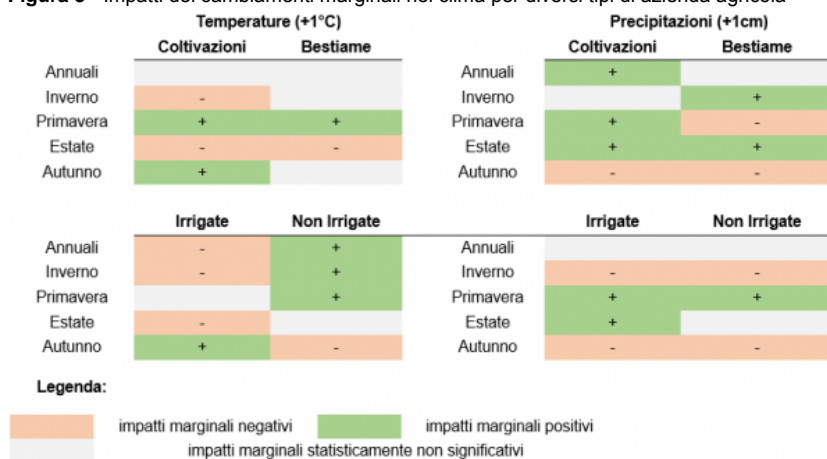 Figura - Impatti dei cambiamenti marginali nel clima per diversi tipi di azienda agricola
Temperature (+1°C) Precipitazioni (+1cm)
Coltivazioni Bestiame Coltivazioni Bestiame
Annuali Annuali +
Inverno - Inverno +
Primavera + + Primavera + -
Estate - - Estate + +
Autunno + Autunno - -
Irrigate Non Irrigate Irrigate Non Irrigate
Annuali - + Annuali
Inverno - + Inverno - -
Primavera + Primavera + +
Estate - Estate +
Autunno + - Autunno - -
Legenda:
impatti marginali negativi impatti marginali positivi
impatti marginali statisticamente non significativi